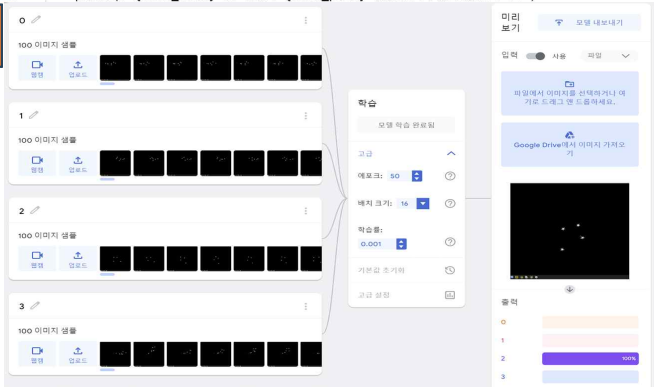 0
100 이미지 샘플
웹캠
업로드
1
100 이미지 샘플
웹캠
업로드
2
100 이미지 샘플
웹캠
업로드
3
100 이미지 샘플
웹캠
업로드
학습
모델 학습 완료됨
고급
에포크: 50
배치 크기: 16
학습률:
0.001
기본값 초기화
고급 설정
미리
보기
모델 내보내기
입력
사용
파일
파일에서 이미지를 선택하거나 여
기로 드래그 앤 드롭하세요.
Google Drive에서 이미지 가져오
기
출력
0
1
2
100%
3